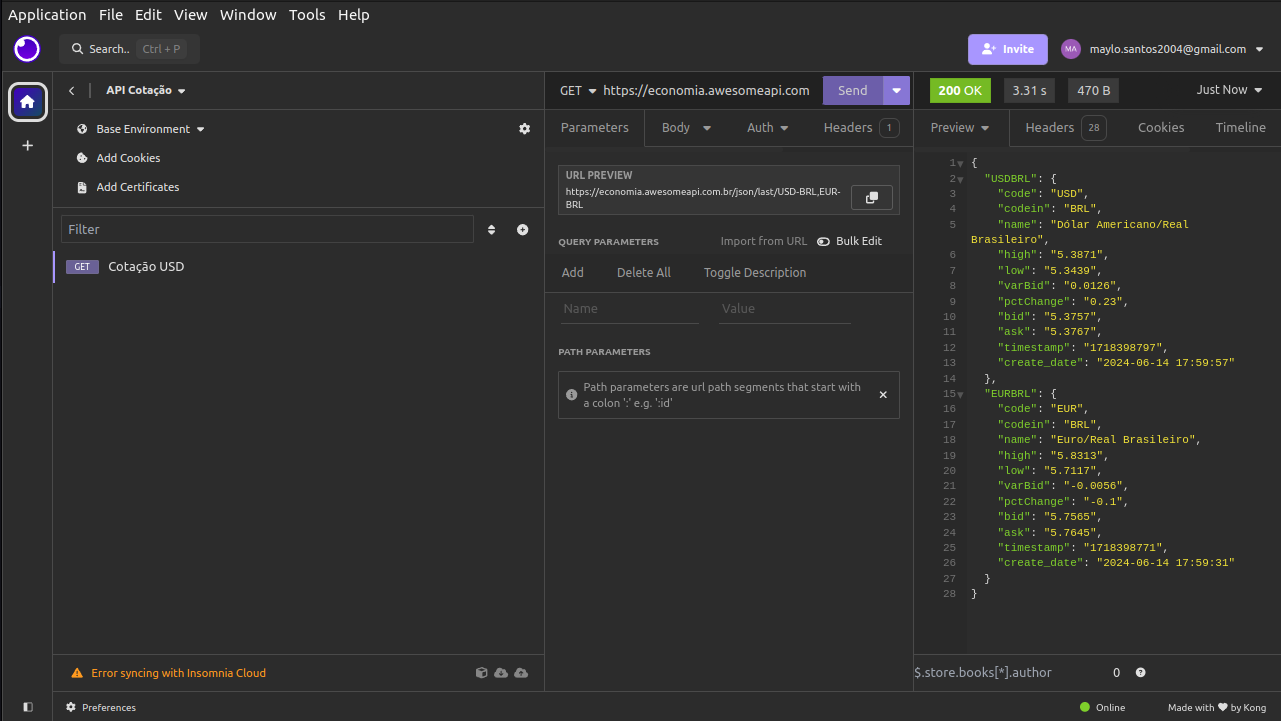 Application File Edit View Window Tools Help
Search.. Ctrl + P
Invite
MA maylo.santos2004@gmail.com
API Cotação
Base Environment
Add Cookies
Add Certificates
Filter
GET Cotação USD
Error syncing with Insomnia Cloud
GET https://economia.awesomeapi.com
Send
Parameters Body Auth Headers 1
URL PREVIEW
https://economia.awesomeapi.com.br/json/last/USD-BRL,EUR-
BRL
QUERY PARAMETERS Import from URL Bulk Edit
Add Delete All Toggle Description
Name Value
PATH PARAMETERS
Path parameters are url path segments that start with
a colon ':' e.g. ':id'
200 OK 3.31 s 470 B Just Now
Preview Headers 28 Cookies Timeline
1 {
2 "USDBRL": {
3 "code": "USD",
4 "codein": "BRL",
5 "name": "Dólar Americano/Real
Brasileiro",
6 "high": "5.3871",
7 "low": "5.3439",
8 "varBid": "0.0126",
9 "pctChange": "0.23",
10 "bid": "5.3757",
11 "ask": "5.3767",
12 "timestamp": "1718398797",
13 "create_date": "2024-06-14 17:59:57"
14 },
15 "EURBRL": {
16 "code": "EUR",
17 "codein": "BRL",
18 "name": "Euro/Real Brasileiro",
19 "high": "5.8313",
20 "low": "5.7117",
21 "varBid": "-0.0056",
22 "pctChange": "-0.1",
23 "bid": "5.7565",
24 "ask": "5.7645",
25 "timestamp": "1718398771",
26 "create_date": "2024-06-14 17:59:31"
27 }
28 }
$.store.books[*].author 0
Preferences
Online
Made with ♥ by Kong